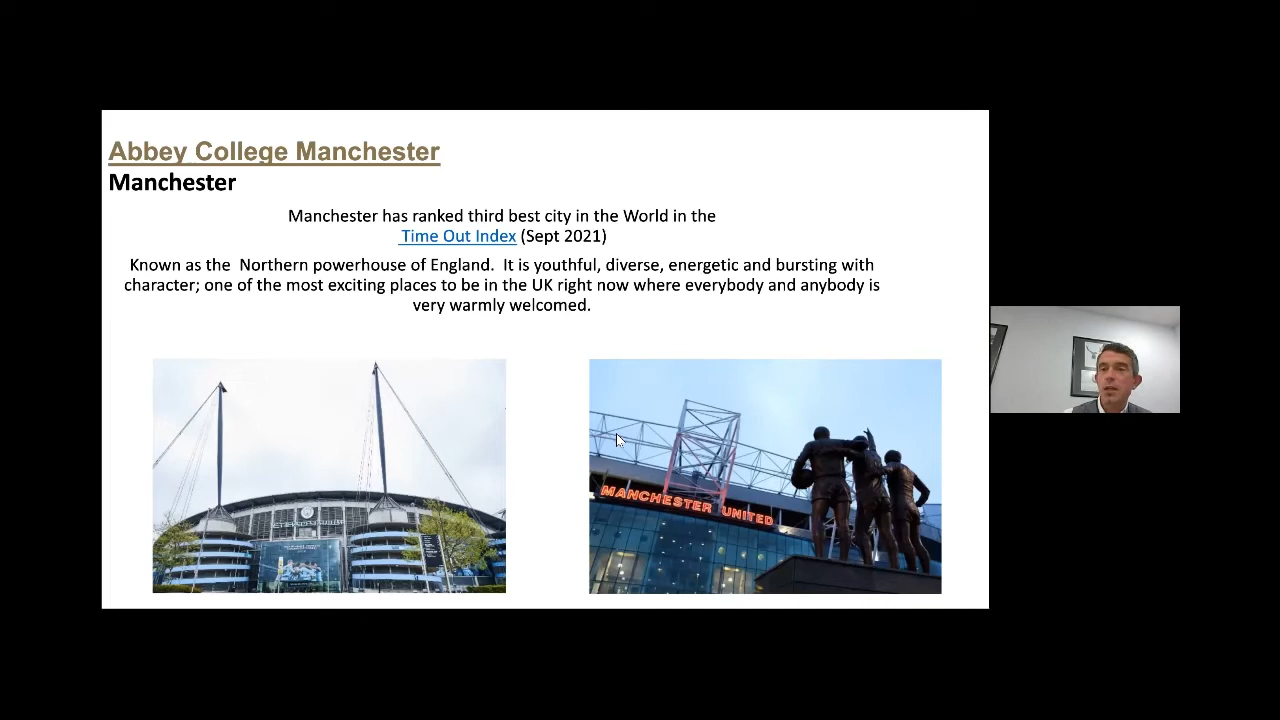 Abbey College Manchester
Manchester
Manchester has ranked third best city in the World in the
Time Out Index (Sept 2021)
Known as the  Northern powerhouse of England.  It is youthful, diverse, energetic and bursting with
character; one of the most exciting places to be in the UK right now where everybody and anybody is
very warmly welcomed.
MANCHESTER UNITED